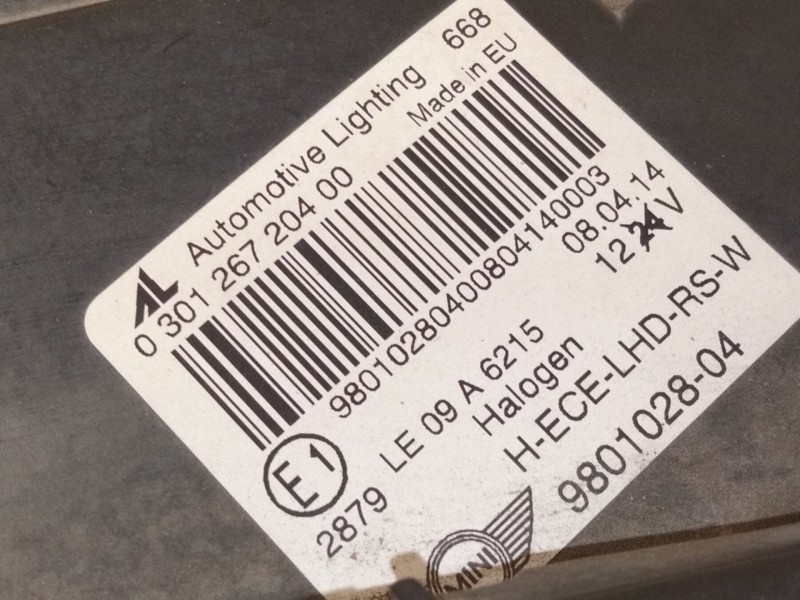 AL Automotive Lighting 668
0 301 267 204 00 Made in EU
98010280400804140003
08.04.14
12 24 V
E1 LE 09 A 6215
2879 Halogen
H-ECE-LHD-RS-W
MINI 9801028-04